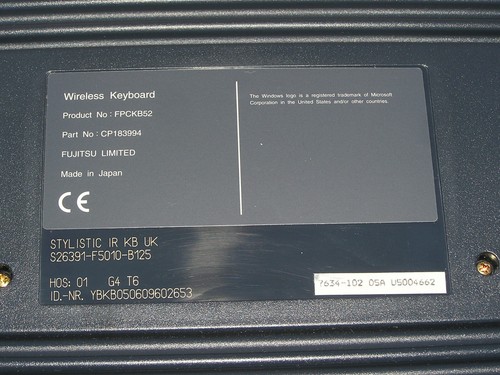 Wireless Keyboard
Product No : FPCKB52
Part No : CP183994
FUJITSU LIMITED
Made in Japan
CE
The Windows logo is a registered trademark of Microsoft
Corporation in the United States and/or other countries.
STYLISTIC IR KB UK
S26391-F5010-B125
HOS: 01 G4 T6
ID.-NR. YBKB050609602653
7634-102 DSA US004662